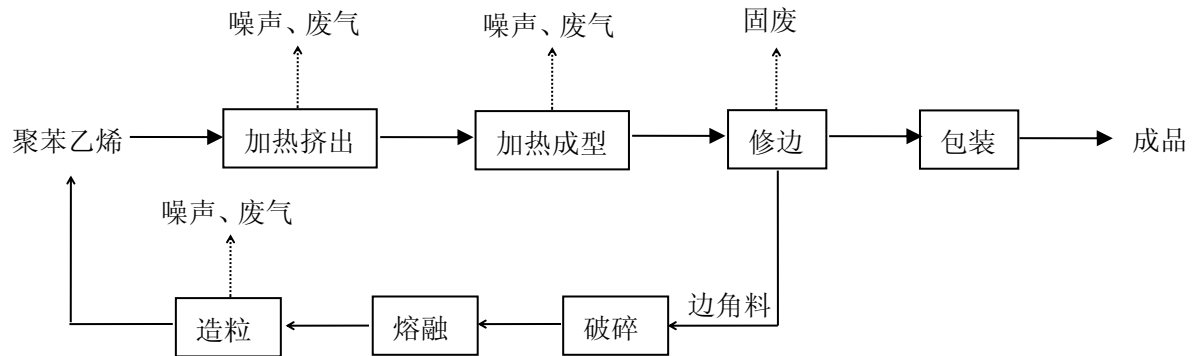 噪声、废气
噪声、废气
固废
聚苯乙烯
加热挤出
加热成型
修边
包装
成品
噪声、废气
边角料
造粒
熔融
破碎